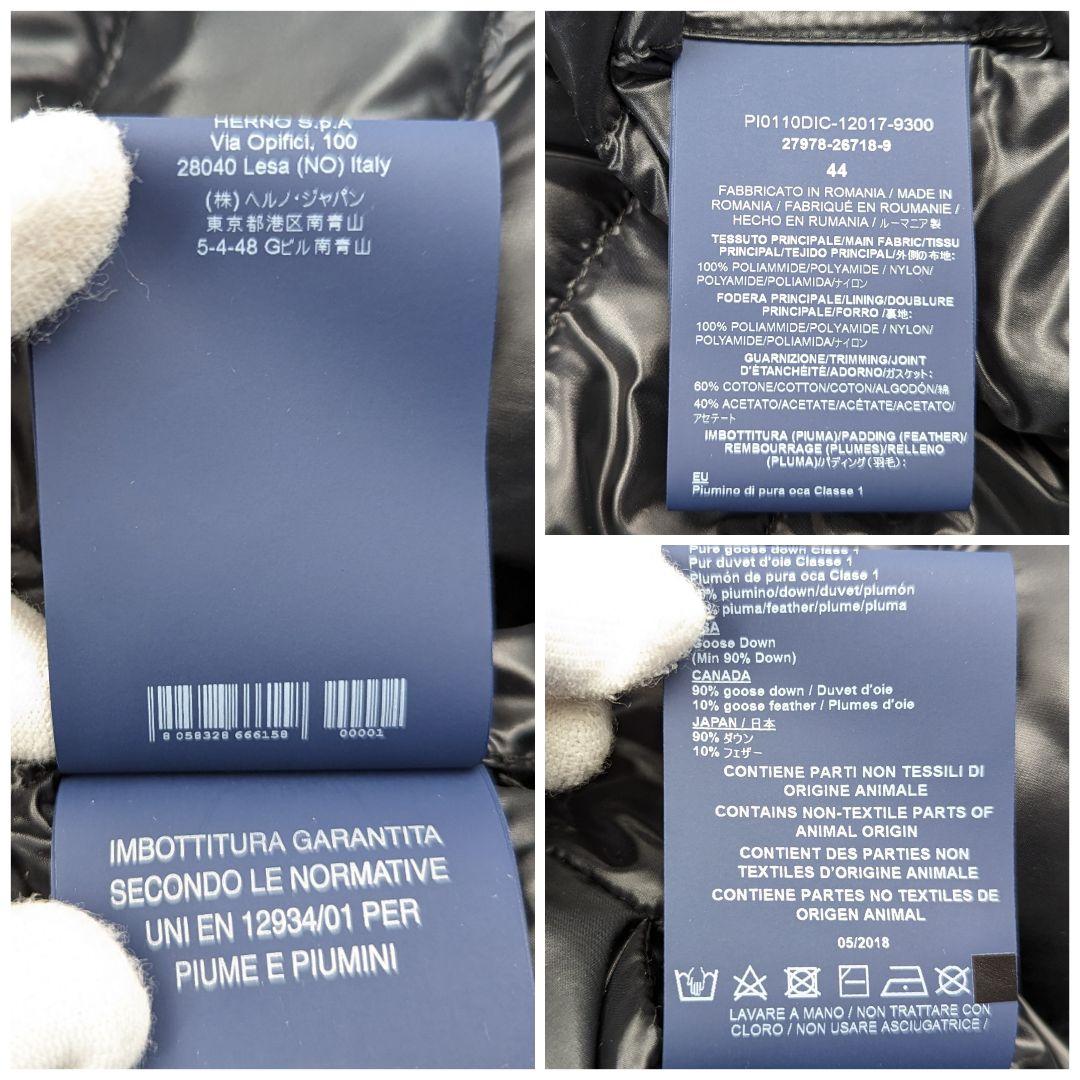 HERNO S.p.A
Via Opifici, 100
28040 Lesa (NO) Italy
(株) ヘルノ・ジャパン
東京都港区南青山
5-4-48 Gビル南青山
8 058328 666158
00001
IMBOTTITURA GARANTITA
SECONDO LE NORMATIVE
UNI EN 12934/01 PER
PIUME E PIUMINI
PI0110DIC-12017-9300
27978-26718-9
44
FABBRICATO IN ROMANIA / MADE IN
ROMANIA / FABRIQUÉ EN ROUMANIE /
HECHO EN RUMANIA / ルーマニア製
TESSUTO PRINCIPALE/MAIN FABRIC/TISSU
PRINCIPAL/TEJIDO PRINCIPAL/外側の布地:
100% POLIAMMIDE/POLYAMIDE / NYLON/
POLYAMIDE/POLIAMIDA/ナイロン
FODERA PRINCIPALE/LINING/DOUBLURE
PRINCIPALE/FORRO /裏地:
100% POLIAMMIDE/POLYAMIDE / NYLON/
POLYAMIDE/POLIAMIDA/ナイロン
GUARNIZIONE/TRIMMING/JOINT
D'ÉTANCHÉITÉ/ADORNO/ガスケット:
60% COTONE/COTTON/COTON/ALGODÓN/綿
40% ACETATO/ACETATE/ACÉTATE/ACETATO/
アセテート
IMBOTTITURA (PIUMA)/PADDING (FEATHER)/
REMBOURRAGE (PLUMES)/RELLENO
(PLUMA)/パディング(羽毛):
EU
Piumino di pura oca Classe 1
Pure goose down Class 1
Pur duvet d'oie Classe 1
Plumón de pura oca Clase 1
piumino/down/duvet/plumón
piuma/feather/plume/pluma
Goose Down
(Min 90% Down)
CANADA
90% goose down / Duvet d'oie
10% goose feather / Plumes d'oie
JAPAN / 日本
90% ダウン
10% フェザー
CONTIENE PARTI NON TESSILI DI
ORIGINE ANIMALE
CONTAINS NON-TEXTILE PARTS OF
ANIMAL ORIGIN
CONTIENT DES PARTIES NON
TEXTILES D'ORIGINE ANIMALE
CONTIENE PARTES NO TEXTILES DE
ORIGEN ANIMAL
05/2018
LAVARE A MANO / NON TRATTARE CON
CLORO / NON USARE ASCIUGATRICE /